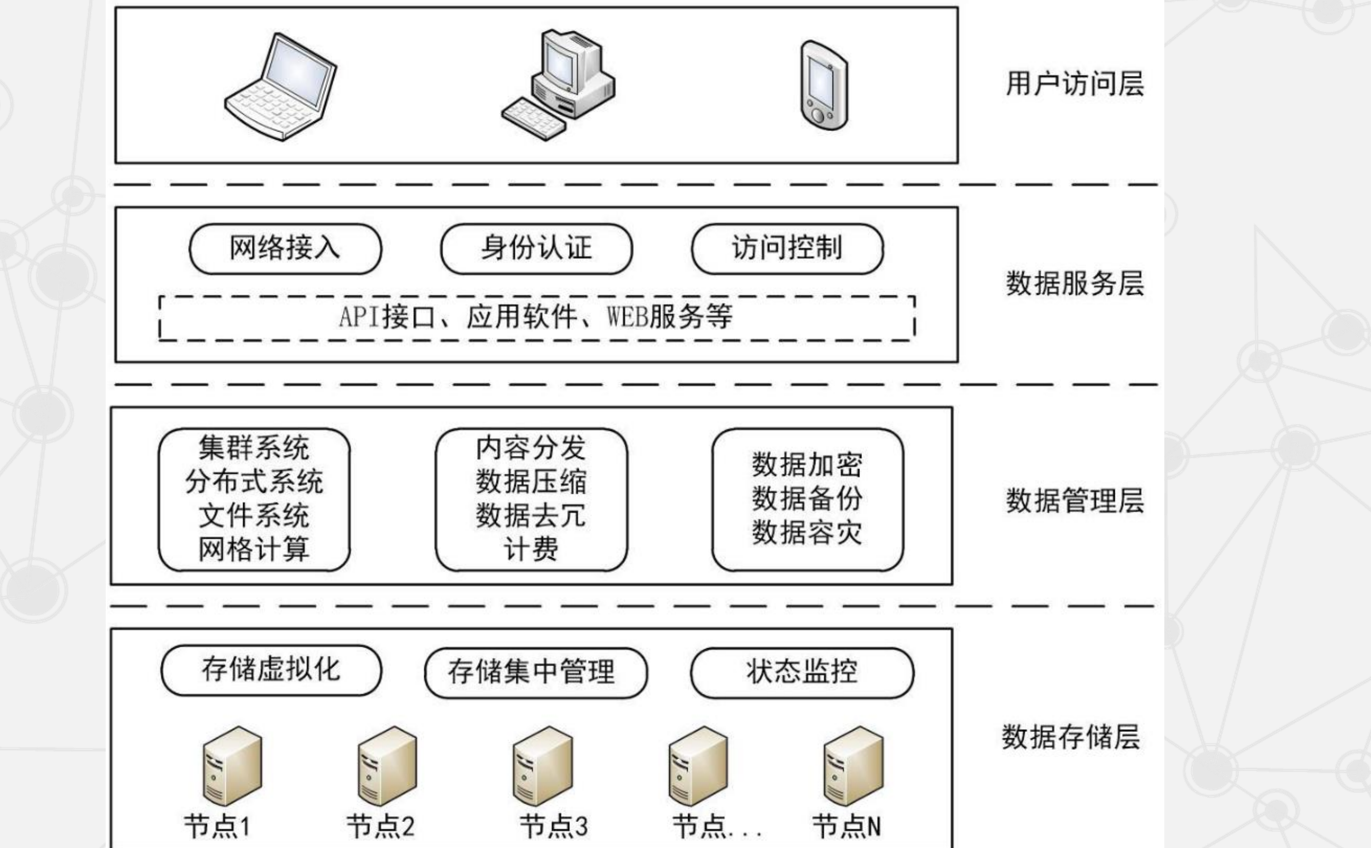 用户访问层
网络接入
身份认证
访问控制
API接口、应用软件、WEB服务等
数据服务层
集群系统
分布式系统
文件系统
网格计算
内容分发
数据压缩
数据去冗
计费
数据加密
数据备份
数据容灾
数据管理层
存储虚拟化
存储集中管理
状态监控
节点1
节点2
节点3
节点...
节点N
数据存储层